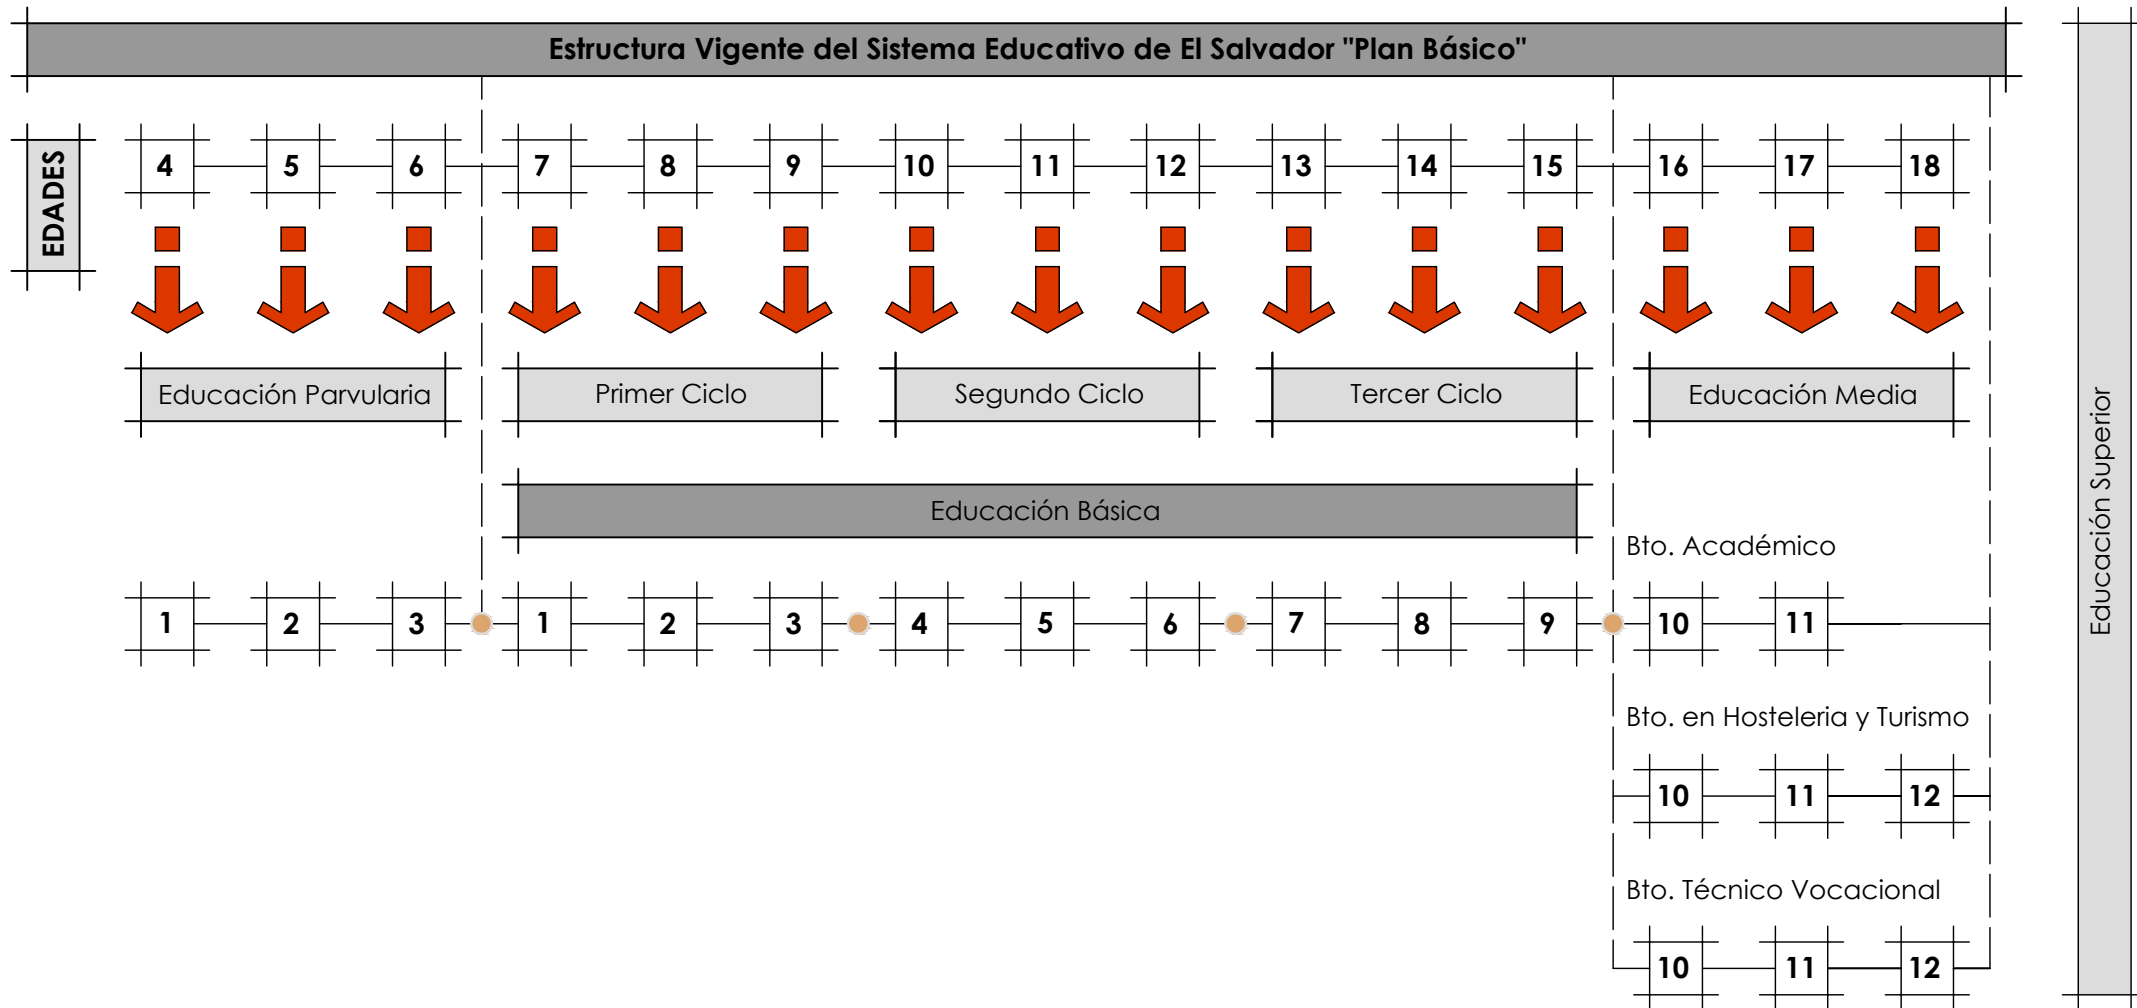 Estructura Vigente del Sistema Educativo de El Salvador "Plan Básico"
EDADES
4 5 6 7 8 9 10 11 12 13 14 15 16 17 18
Educación Parvularia Primer Ciclo Segundo Ciclo Tercer Ciclo Educación Media
Educación Básica
Bto. Académico
1 2 3 1 2 3 4 5 6 7 8 9 10 11
Bto. en Hosteleria y Turismo
10 11 12
Bto. Técnico Vocacional
10 11 12
Educación Superior